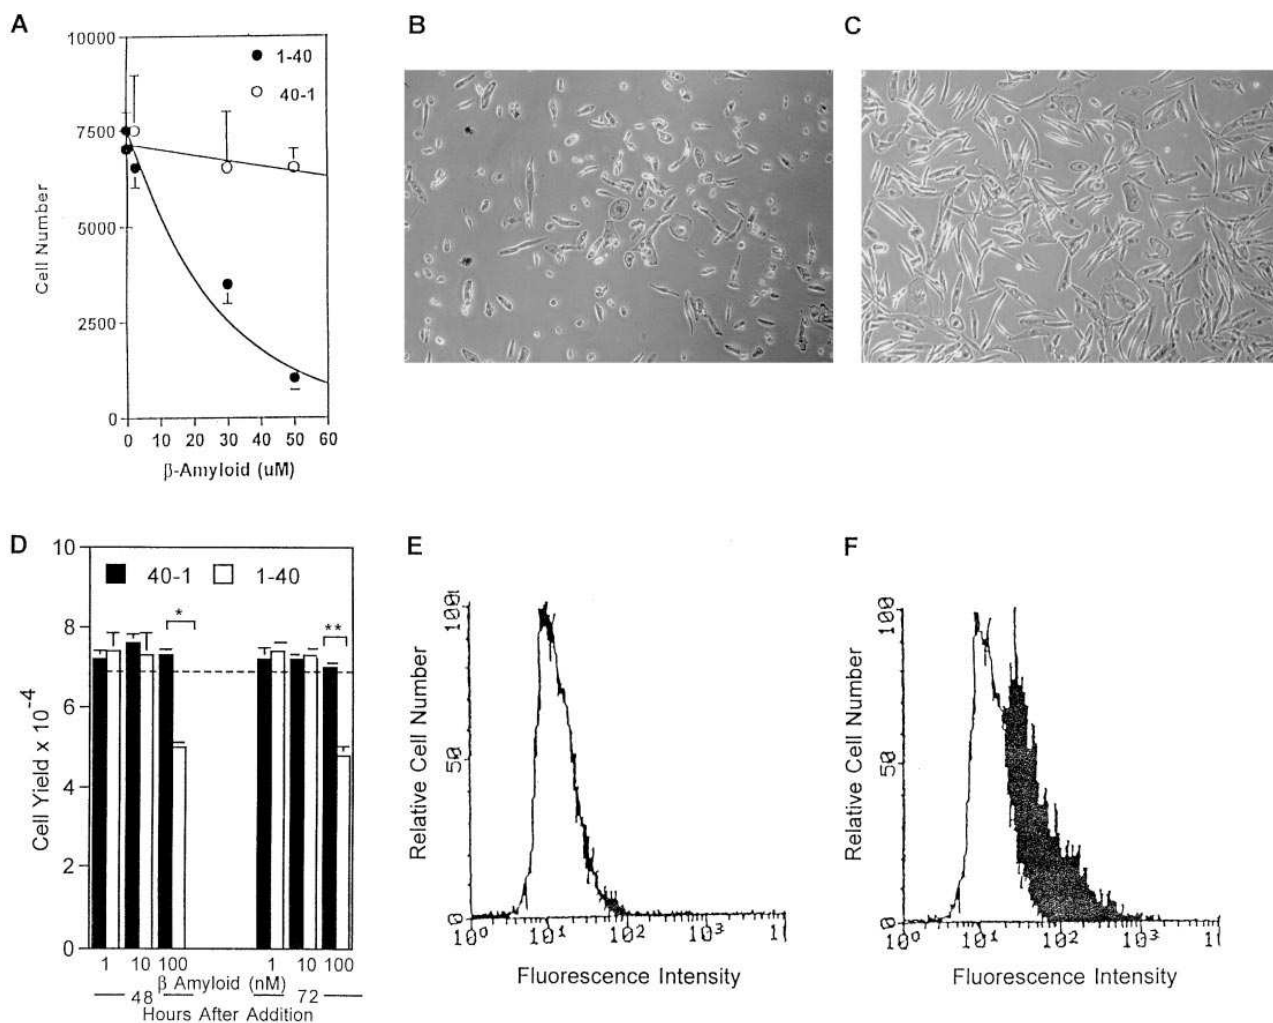 A
10000
1-40
40-1
7500
5000
2500
0
0 10 20 30 40 50 60
Cell Number
β-Amyloid (uM)
B
C
D
10
40-1 1-40
*
**
8
6
4
2
0
Cell Yield x 10⁻⁴
1 10 100 1 10 100
β Amyloid (nM)
48 72
Hours After Addition
E
100
50
0
Relative Cell Number
10⁰ 10¹ 10² 10³
Fluorescence Intensity
F
100
50
0
Relative Cell Number
10⁰ 10¹ 10² 10³
Fluorescence Intensity